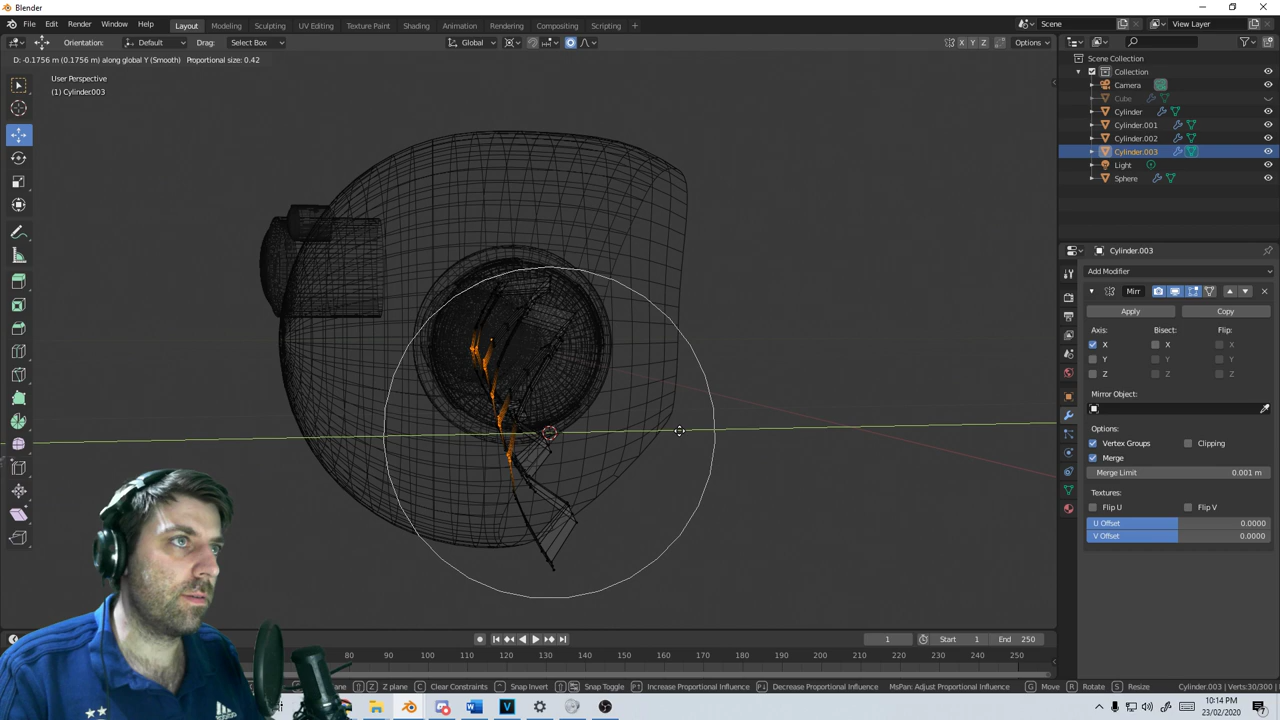 Blender
File Edit Render Window Help Layout Modeling Sculpting UV Editing Texture Paint Shading Animation Rendering Compositing Scripting + Scene View Layer
Orientation: Default Drag: Select Box Global X Y Z Options
D: -0.1756 m (0.1756 m) along global Y (Smooth) Proportional size: 0.42
User Perspective
(1) Cylinder.003
Scene Collection
Collection
Camera
Cube
Cylinder
Cylinder.001
Cylinder.002
Cylinder.003
Light
Sphere
Cylinder.003
Add Modifier
Mirr
Apply Copy
Axis: Bisect: Flip:
X X X
Y Y Y
Z Z Z
Mirror Object:
Options:
Vertex Groups Clipping
Merge
Merge Limit 0.001 m
Textures:
Flip U Flip V
U Offset 0.0000
V Offset 0.0000
1 Start 1 End 250
80 90 100 110 120 130 140 150 160 170 180 190 200 210 220 230 240 250
plane Z Z plane C Clear Constraints Snap Invert Snap Toggle Increase Proportional Influence Decrease Proportional Influence MsPan: Adjust Proportional Influence G Move R Rotate S Resize Cylinder.003 | Verts:30/300 |
10:14 PM
23/02/2020